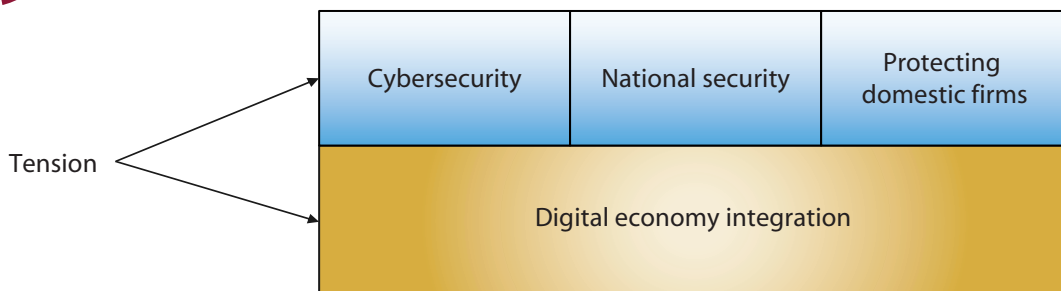 Cybersecurity
National security
Protecting
domestic firms
Tension
Digital economy integration